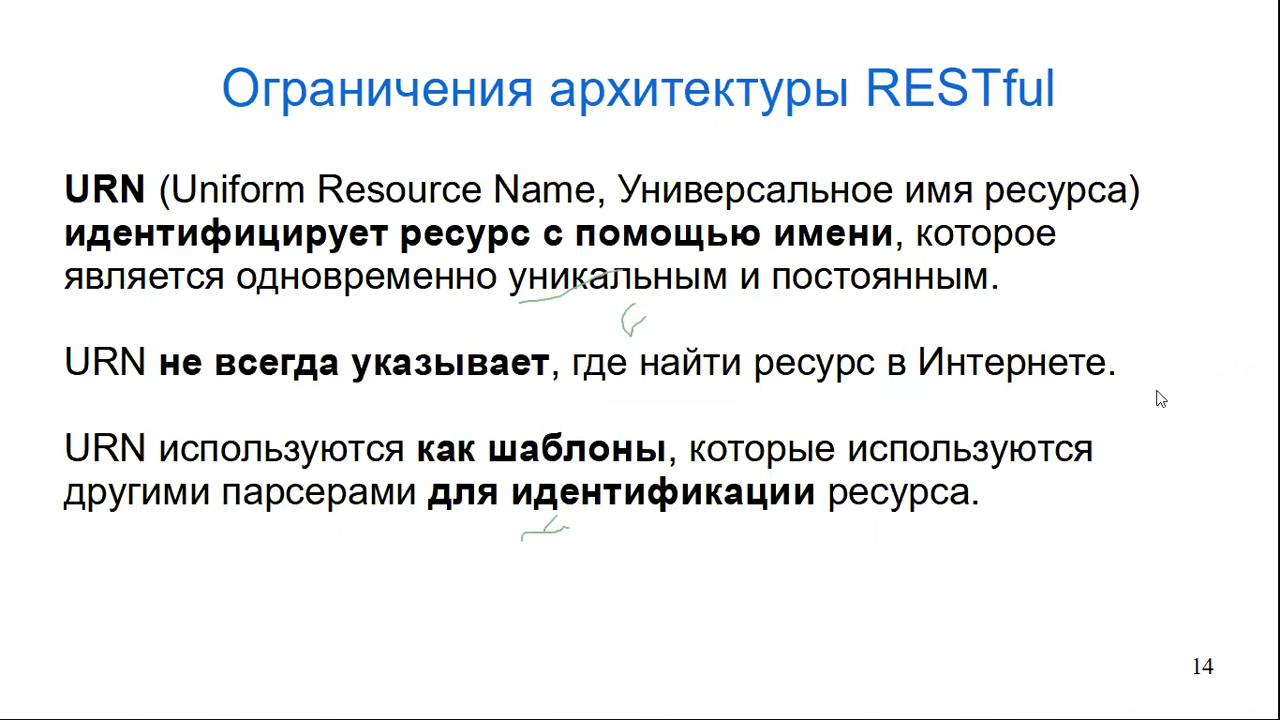 Ограничения архитектуры RESTful
URN (Uniform Resource Name, Универсальное имя ресурса)
идентифицирует ресурс с помощью имени, которое
является одновременно уникальным и постоянным.
URN не всегда указывает, где найти ресурс в Интернете.
URN используются как шаблоны, которые используются
другими парсерами для идентификации ресурса.
14